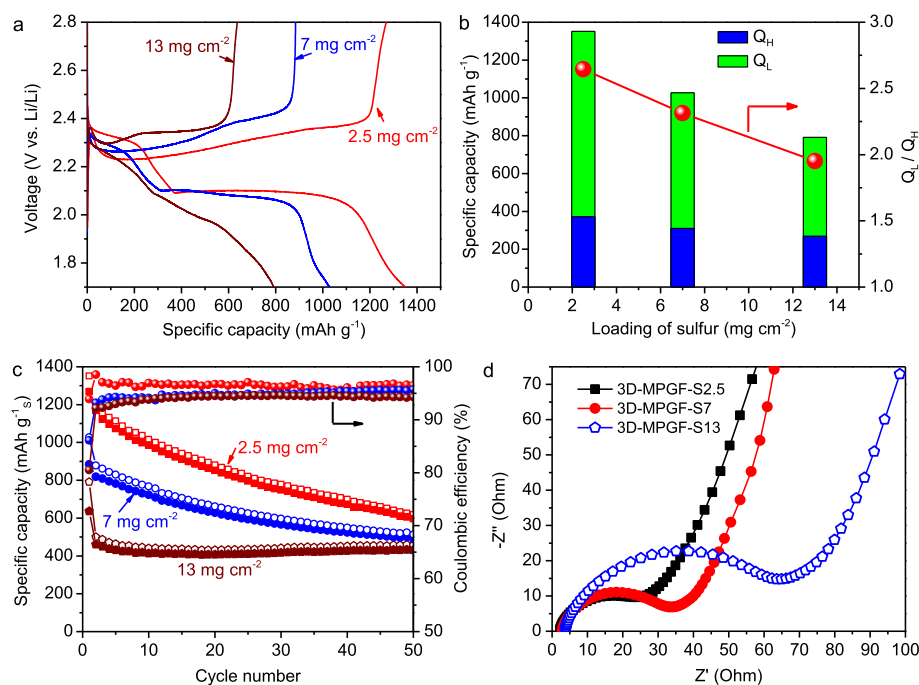 a
2.8
2.6
2.4
2.2
2.0
1.8
Voltage (V vs. Li/Li)
0 200 400 600 800 1000 1200 1400
Specific capacity (mAh g-1)
13 mg cm-2
7 mg cm-2
2.5 mg cm-2
b
1400
1200
1000
800
600
400
200
0
Specific capacity (mAh g-1)
0 2 4 6 8 10 12 14
Loading of sulfur (mg cm-2)
3.0
2.5
2.0
1.5
1.0
QL / QH
QH
QL
c
1400
1200
1000
800
600
400
200
0
Specific capacity (mAh g-1 s)
0 10 20 30 40 50
Cycle number
100
90
80
70
60
50
Coulombic efficiency (%)
2.5 mg cm-2
7 mg cm-2
13 mg cm-2
d
70
60
50
40
30
20
10
0
-Z'' (Ohm)
0 10 20 30 40 50 60 70 80 90 100
Z' (Ohm)
3D-MPGF-S2.5
3D-MPGF-S7
3D-MPGF-S13